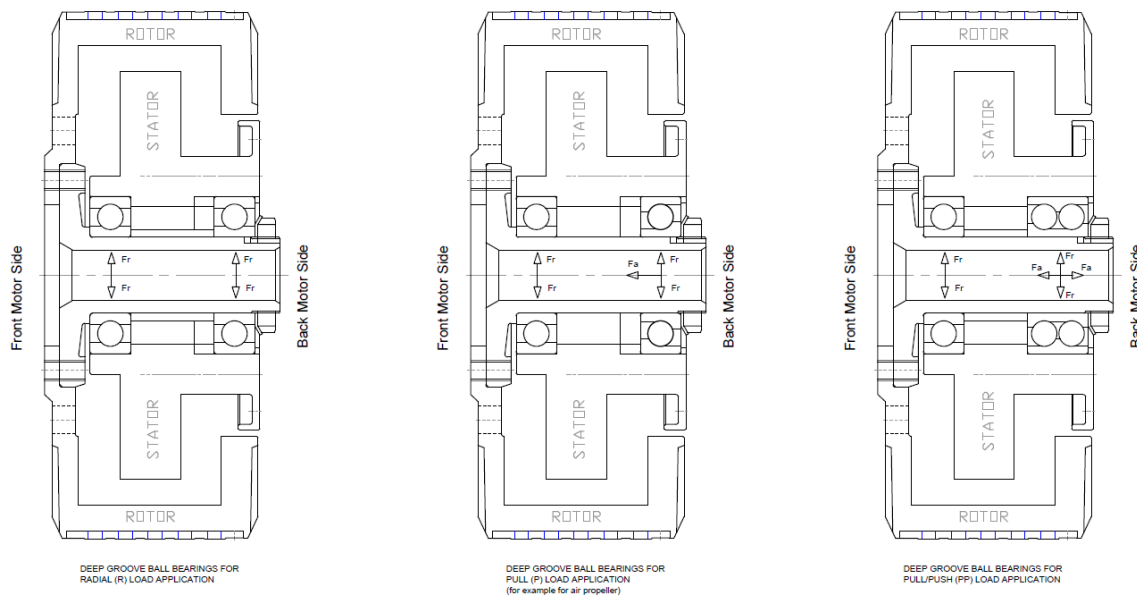 ROTOR
STATOR
Front Motor Side
Back Motor Side
Fr
Fr
Fr
Fr
STATOR
ROTOR
DEEP GROOVE BALL BEARINGS FOR
RADIAL (R) LOAD APPLICATION
ROTOR
STATOR
Front Motor Side
Back Motor Side
Fr
Fa
Fr
Fr
Fr
STATOR
ROTOR
DEEP GROOVE BALL BEARINGS FOR
PULL (P) LOAD APPLICATION
(for example for air propeller)
ROTOR
STATOR
Front Motor Side
Back Motor Side
Fr
Fr
Fa
Fa
Fr
Fr
STATOR
ROTOR
DEEP GROOVE BALL BEARINGS FOR
PULL/PUSH (PP) LOAD APPLICATION